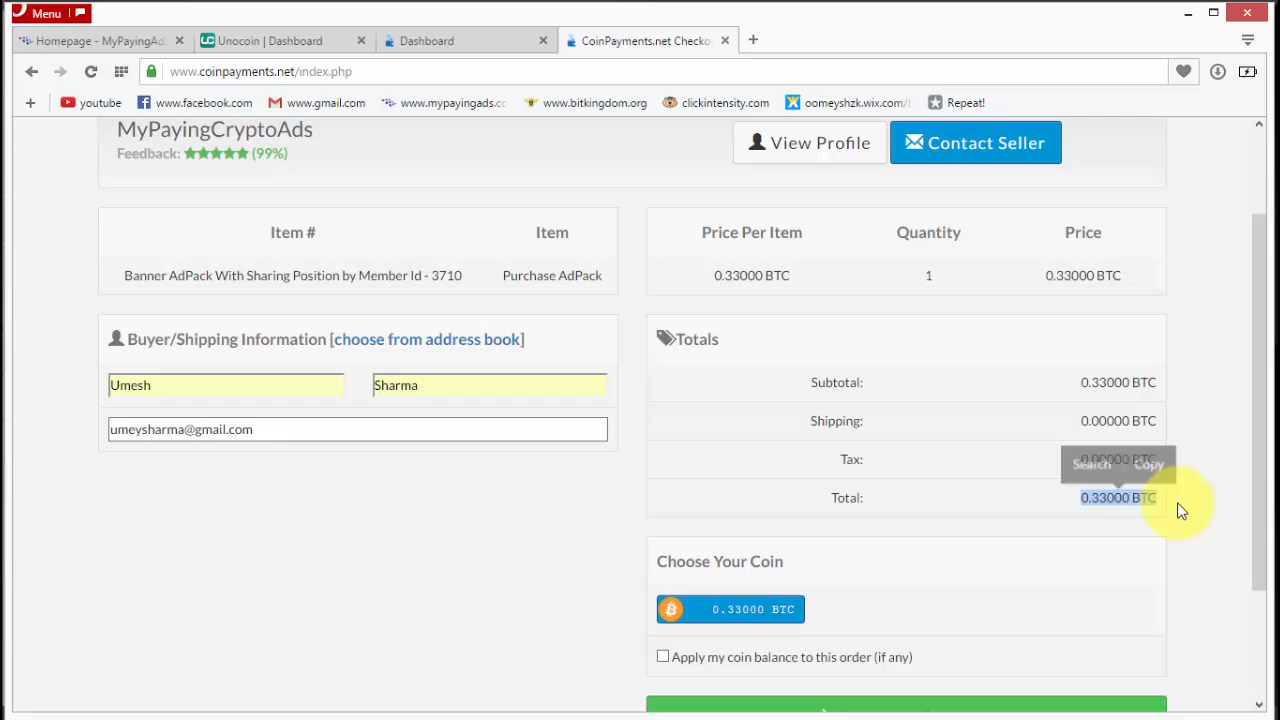 Menu
Homepage - MyPayingAd
Unocoin | Dashboard
Dashboard
CoinPayments.net Checko
www.coinpayments.net/index.php
youtube
www.facebook.com
www.gmail.com
www.mypayingads.co
www.bitkingdom.org
clickintensity.com
oomeyshzk.wix.com/
Repeat!
MyPayingCryptoAds
Feedback: ★★★★★ (99%)
View Profile
Contact Seller
Item #
Item
Banner AdPack With Sharing Position by Member Id - 3710
Purchase AdPack
Price Per Item
Quantity
Price
0.33000 BTC
1
0.33000 BTC
Buyer/Shipping Information [choose from address book]
Umesh
Sharma
umeysharma@gmail.com
Totals
Subtotal:
0.33000 BTC
Shipping:
0.00000 BTC
Tax:
0.00000 BTC
Search
Copy
Total:
0.33000 BTC
Choose Your Coin
0.33000 BTC
Apply my coin balance to this order (if any)